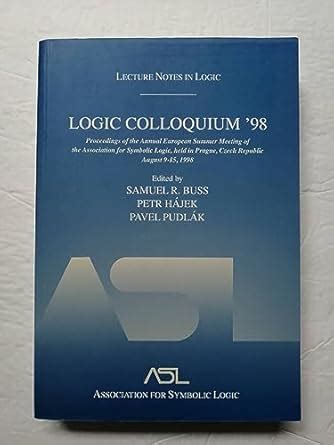 LECTURE NOTES IN LOGIC
LOGIC COLLOQUIUM '98
Proceedings of the Annual European Summer Meeting of
the Association for Symbolic Logic, held in Prague, Czech Republic
August 9-15, 1998
Edited by
SAMUEL R. BUSS
PETR HÁJEK
PAVEL PUDLÁK
ASL
ASL
ASSOCIATION FOR SYMBOLIC LOGIC